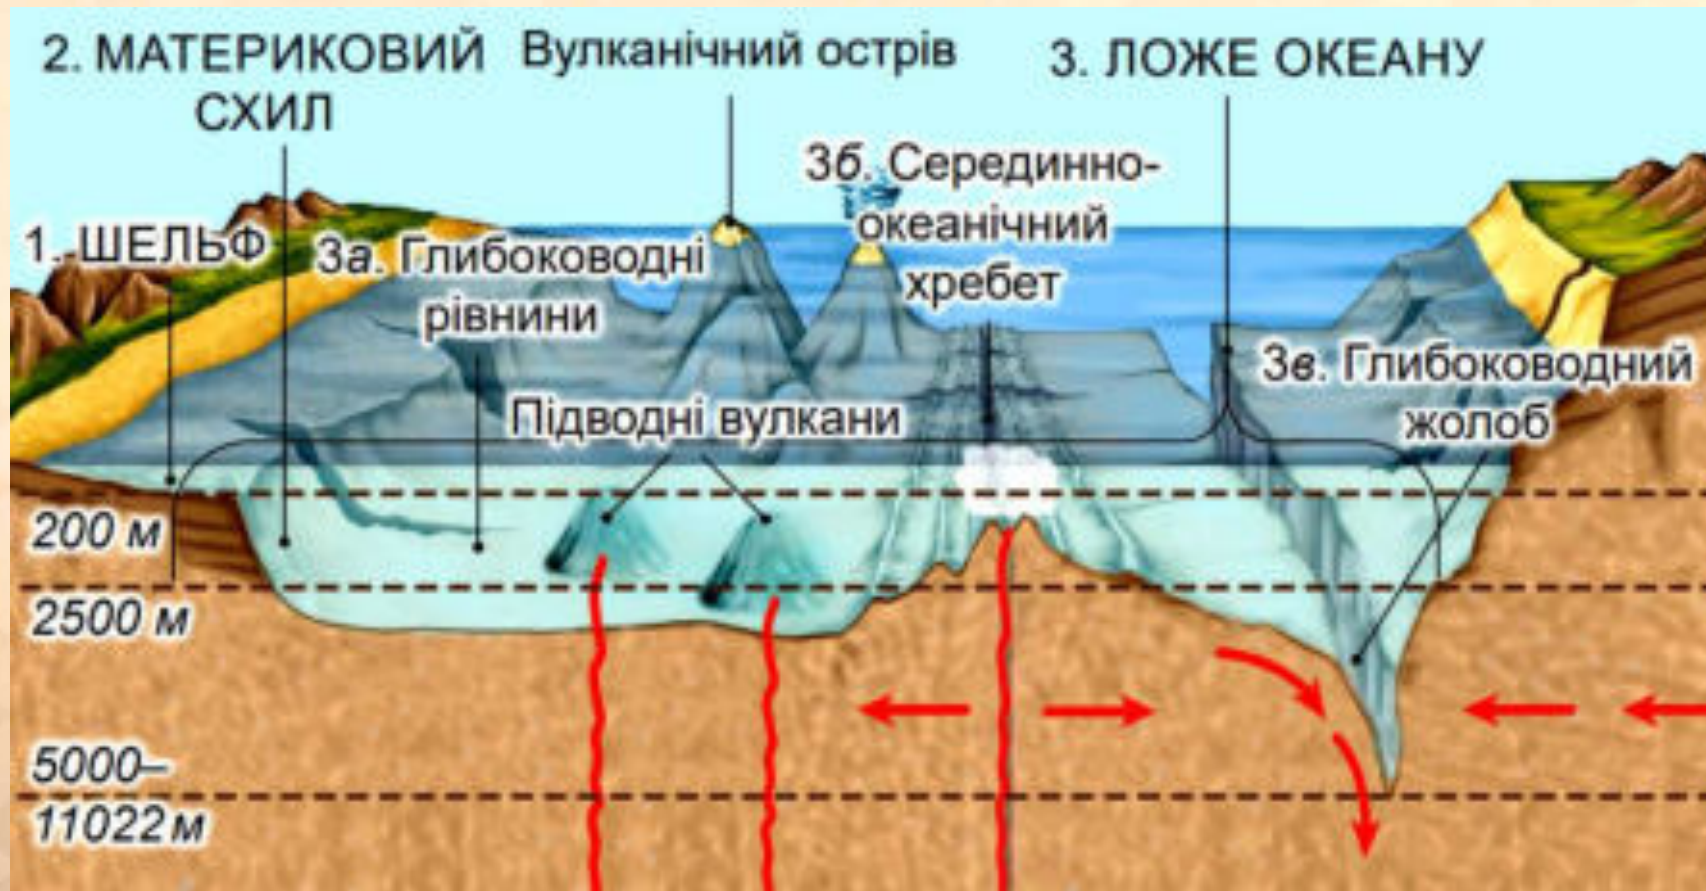 2. МАТЕРИКОВИЙ
СХИЛ
Вулканічний острів
3. ЛОЖЕ ОКЕАНУ
3б. Серединно-
океанічний
хребет
1. ШЕЛЬФ
3а. Глибоководні
рівнини
3в. Глибоководний
жолоб
Підводні вулкани
200 м
2500 м
5000–
11022 м